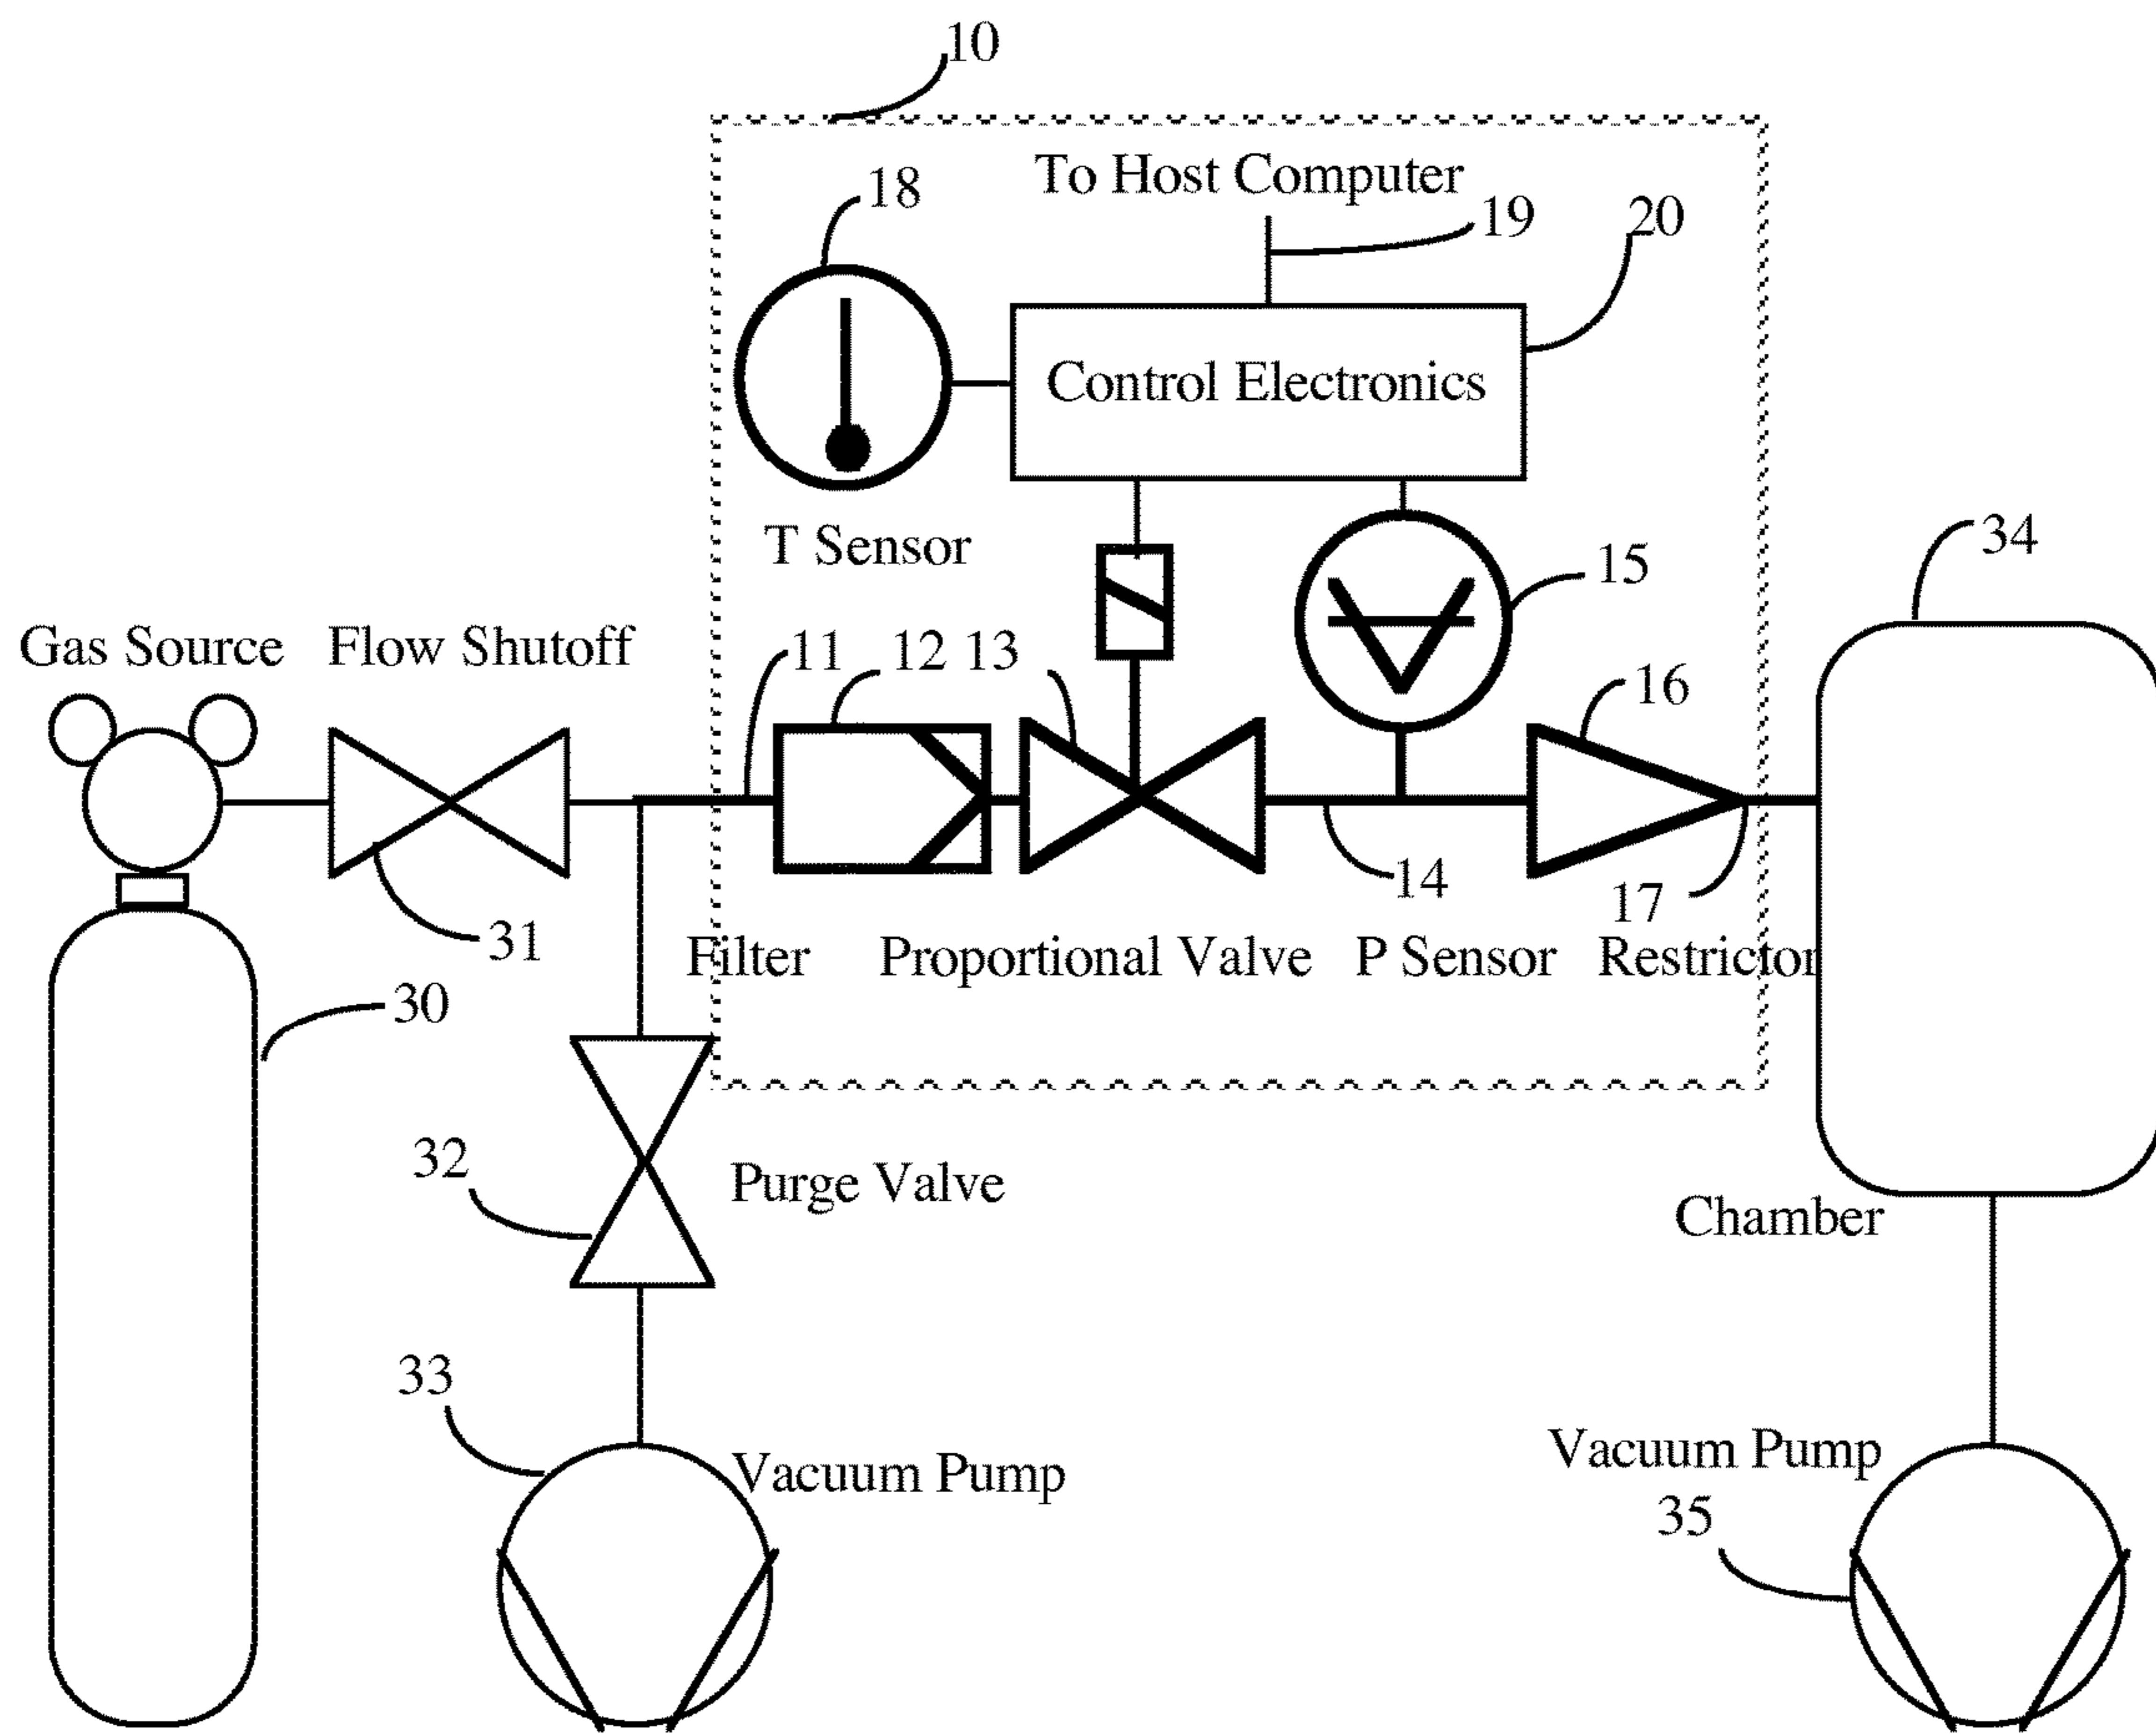 10
To Host Computer
18
19
20
Control Electronics
T Sensor
34
15
Gas Source
Flow Shutoff
11
12
13
16
14
17
31
Filter
Proportional Valve
P Sensor
Restrictor
30
32
Purge Valve
Chamber
33
Vacuum Pump
Vacuum Pump
35